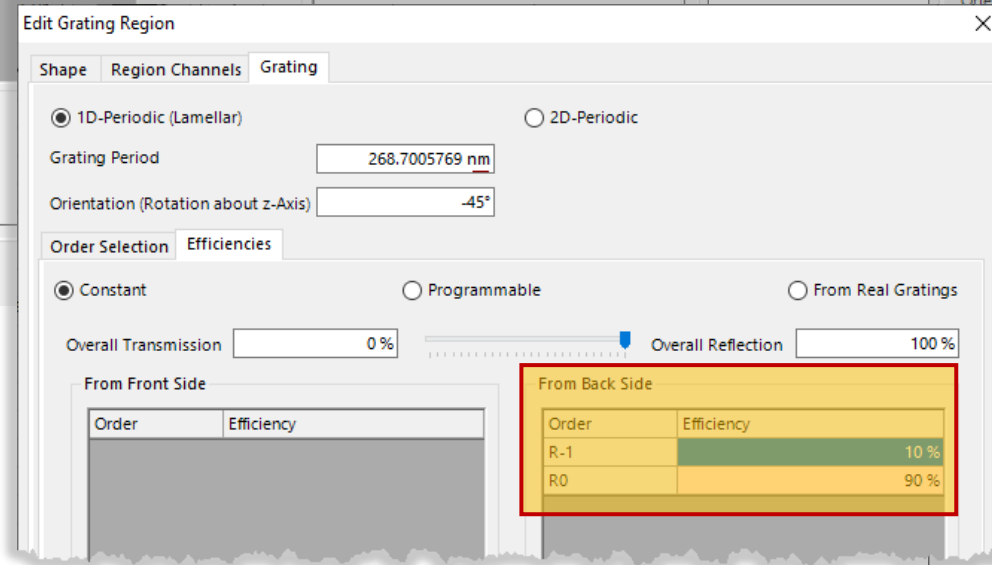 Edit Grating Region
Shape Region Channels Grating
1D-Periodic (Lamellar) 2D-Periodic
Grating Period 268.7005769 nm
Orientation (Rotation about z-Axis) -45°
Order Selection Efficiencies
Constant Programmable From Real Gratings
Overall Transmission 0 % Overall Reflection 100 %
From Front Side From Back Side
Order Efficiency Order Efficiency
R-1 10 %
R0 90 %